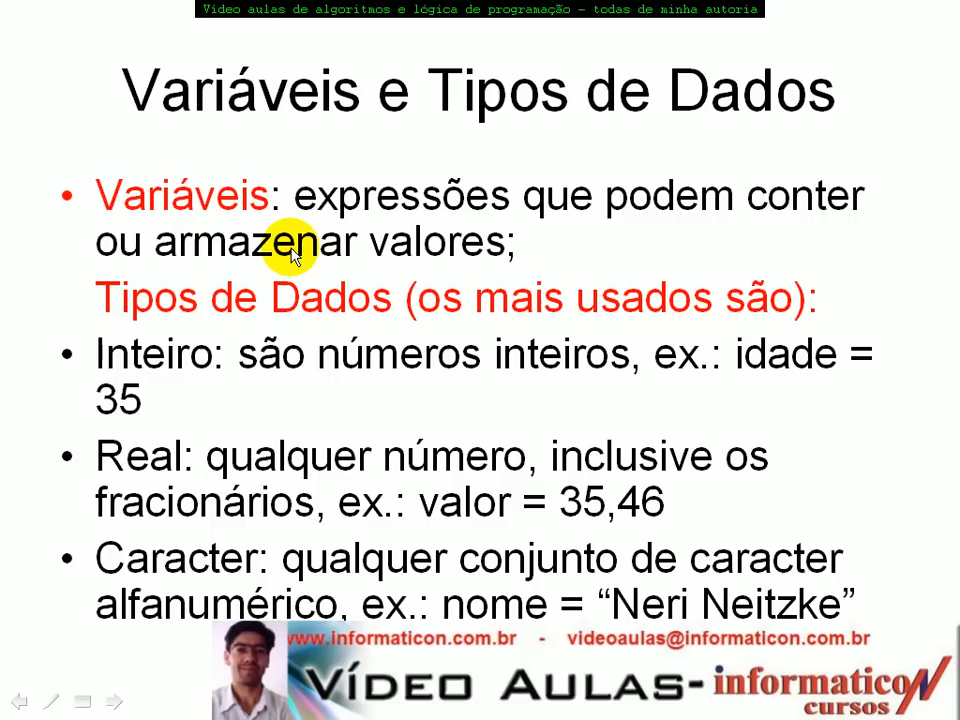 Vídeo aulas de algoritmos e lógica de programação - todas de minha autoria
Variáveis e Tipos de Dados
• Variáveis: expressões que podem conter
ou armazenar valores;
Tipos de Dados (os mais usados são):
• Inteiro: são números inteiros, ex.: idade =
35
• Real: qualquer número, inclusive os
fracionários, ex.: valor = 35,46
• Caracter: qualquer conjunto de caracter
alfanumérico, ex.: nome = “Neri Neitzke”
www.informaticon.com.br - videoaulas@informaticon.com.br
VÍDEO AULAS- informaticon
cursos